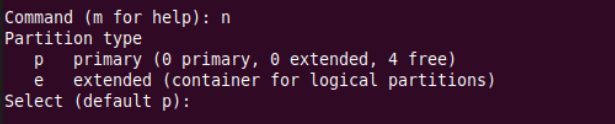 Command (m for help): n
Partition type
   p   primary (0 primary, 0 extended, 4 free)
   e   extended (container for logical partitions)
Select (default p):